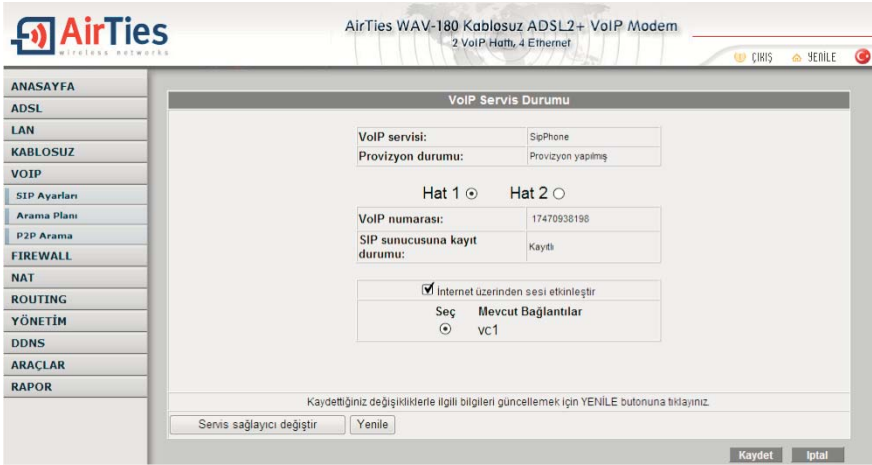 AirTies
wireless networks
AirTies WAV-180 Kablosuz ADSL2+ VoIP Modem
2 VoIP Hattı, 4 Ethernet
ÇIKIŞ
YENİLE
ANASAYFA
ADSL
LAN
KABLOSUZ
VOIP
SIP Ayarları
Arama Planı
P2P Arama
FIREWALL
NAT
ROUTING
YÖNETİM
DDNS
ARAÇLAR
RAPOR
VoIP Servis Durumu
VoIP servisi: SipPhone
Provizyon durumu: Provizyon yapılmış
Hat 1 Hat 2
VoIP numarası: 17470938198
SIP sunucusuna kayıt
durumu: Kayıtlı
İnternet üzerinden sesi etkinleştir
Seç Mevcut Bağlantılar
vc1
Kaydettiğiniz değişikliklerle ilgili bilgileri güncellemek için YENİLE butonuna tıklayınız.
Servis sağlayıcı değiştir Yenile
Kaydet Iptal